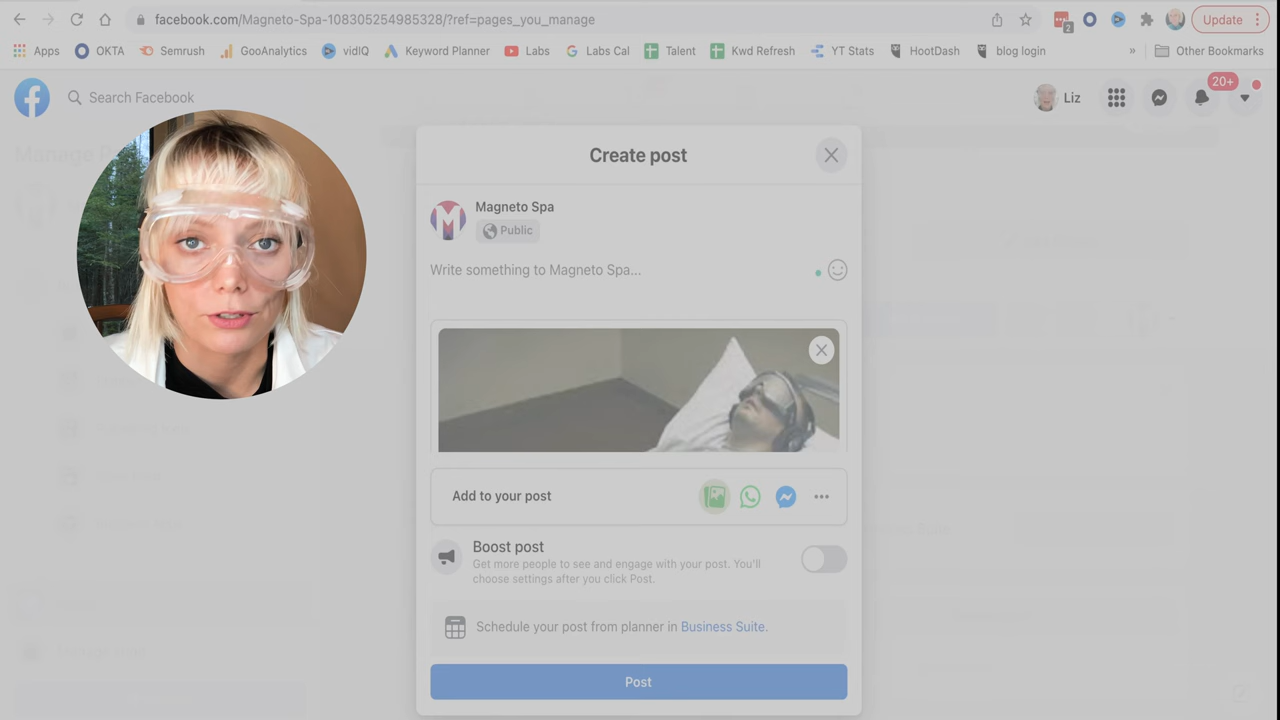 facebook.com/Magneto-Spa-108305254985328/?ref=pages_you_manage
2
Update
Apps OKTA Semrush GooAnalytics vidIQ Keyword Planner Labs Labs Cal Talent Kwd Refresh YT Stats HootDash blog login » Other Bookmarks
Search Facebook
Liz
20+
Create post
Magneto Spa
Public
Write something to Magneto Spa...
Add to your post
Boost post
Get more people to see and engage with your post. You'll
choose settings after you click Post.
Schedule your post from planner in Business Suite.
Post